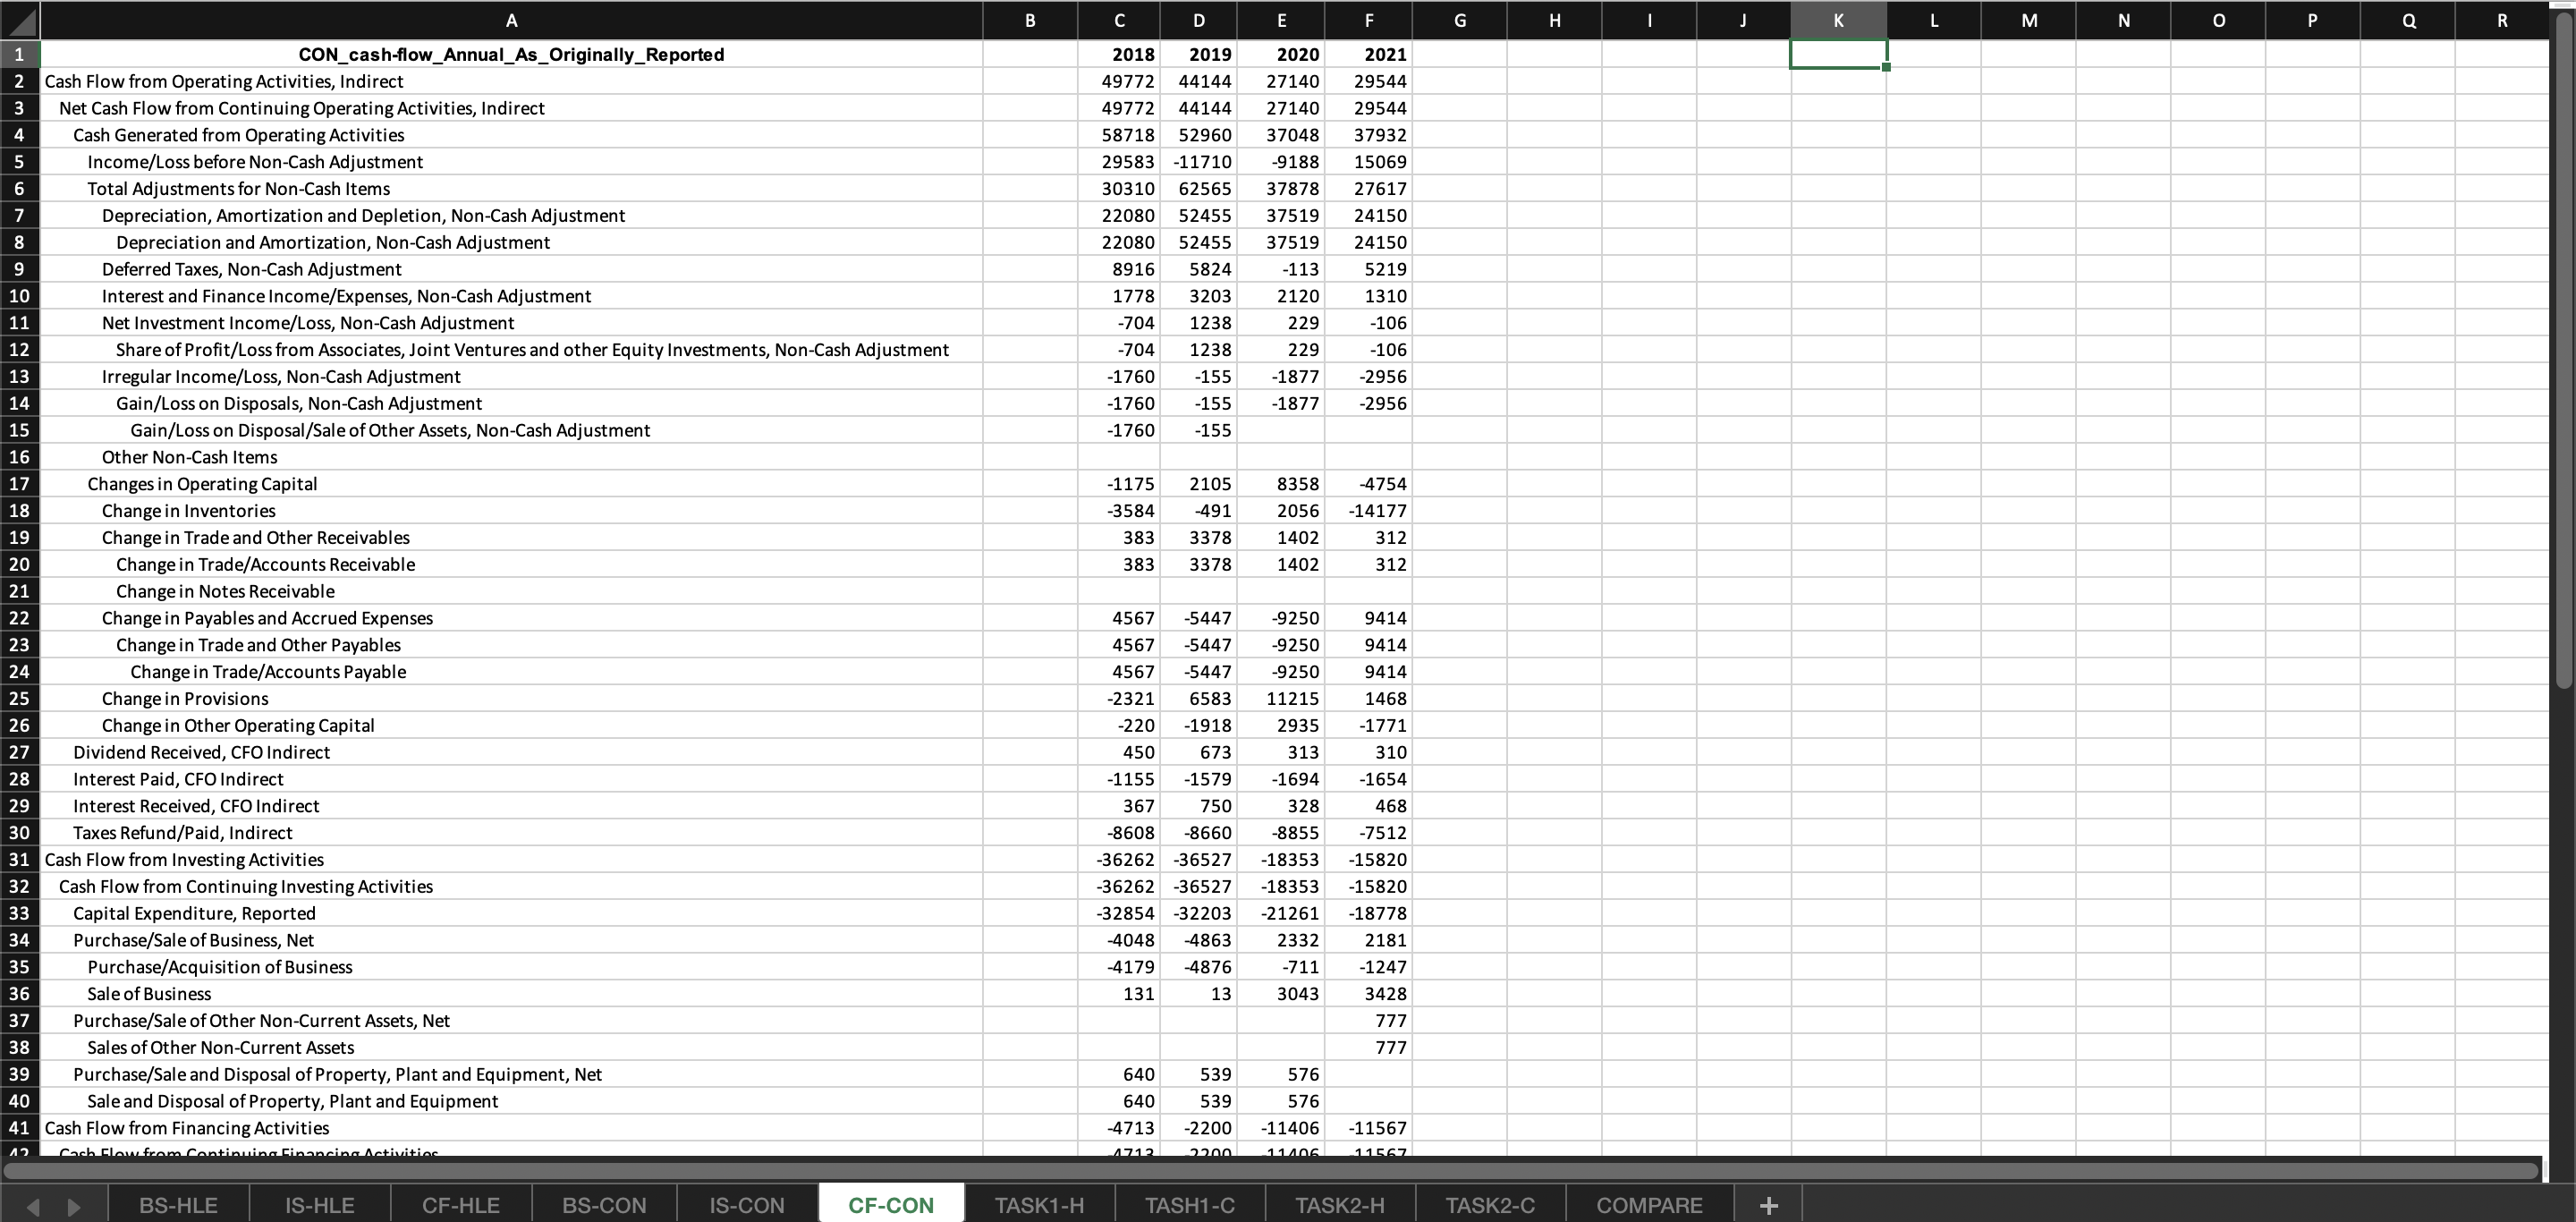 A B C D E F G H I J K L M N O P Q R
1 CON_cash-flow_Annual_As_Originally_Reported 2018 2019 2020 2021
2 Cash Flow from Operating Activities, Indirect 49772 44144 27140 29544
3 Net Cash Flow from Continuing Operating Activities, Indirect 49772 44144 27140 29544
4 Cash Generated from Operating Activities 58718 52960 37048 37932
5 Income/Loss before Non-Cash Adjustment 29583 -11710 -9188 15069
6 Total Adjustments for Non-Cash Items 30310 62565 37878 27617
7 Depreciation, Amortization and Depletion, Non-Cash Adjustment 22080 52455 37519 24150
8 Depreciation and Amortization, Non-Cash Adjustment 22080 52455 37519 24150
9 Deferred Taxes, Non-Cash Adjustment 8916 5824 -113 5219
10 Interest and Finance Income/Expenses, Non-Cash Adjustment 1778 3203 2120 1310
11 Net Investment Income/Loss, Non-Cash Adjustment -704 1238 229 -106
12 Share of Profit/Loss from Associates, Joint Ventures and other Equity Investments, Non-Cash Adjustment -704 1238 229 -106
13 Irregular Income/Loss, Non-Cash Adjustment -1760 -155 -1877 -2956
14 Gain/Loss on Disposals, Non-Cash Adjustment -1760 -155 -1877 -2956
15 Gain/Loss on Disposal/Sale of Other Assets, Non-Cash Adjustment -1760 -155
16 Other Non-Cash Items
17 Changes in Operating Capital -1175 2105 8358 -4754
18 Change in Inventories -3584 -491 2056 -14177
19 Change in Trade and Other Receivables 383 3378 1402 312
20 Change in Trade/Accounts Receivable 383 3378 1402 312
21 Change in Notes Receivable
22 Change in Payables and Accrued Expenses 4567 -5447 -9250 9414
23 Change in Trade and Other Payables 4567 -5447 -9250 9414
24 Change in Trade/Accounts Payable 4567 -5447 -9250 9414
25 Change in Provisions -2321 6583 11215 1468
26 Change in Other Operating Capital -220 -1918 2935 -1771
27 Dividend Received, CFO Indirect 450 673 313 310
28 Interest Paid, CFO Indirect -1155 -1579 -1694 -1654
29 Interest Received, CFO Indirect 367 750 328 468
30 Taxes Refund/Paid, Indirect -8608 -8660 -8855 -7512
31 Cash Flow from Investing Activities -36262 -36527 -18353 -15820
32 Cash Flow from Continuing Investing Activities -36262 -36527 -18353 -15820
33 Capital Expenditure, Reported -32854 -32203 -21261 -18778
34 Purchase/Sale of Business, Net -4048 -4863 2332 2181
35 Purchase/Acquisition of Business -4179 -4876 -711 -1247
36 Sale of Business 131 13 3043 3428
37 Purchase/Sale of Other Non-Current Assets, Net 777
38 Sales of Other Non-Current Assets 777
39 Purchase/Sale and Disposal of Property, Plant and Equipment, Net 640 539 576
40 Sale and Disposal of Property, Plant and Equipment 640 539 576
41 Cash Flow from Financing Activities -4713 -2200 -11406 -11567
42 Cash Flow from Continuing Financing Activities -4713 -2200 -11406 -11567
BS-HLE IS-HLE CF-HLE BS-CON IS-CON CF-CON TASK1-H TASH1-C TASK2-H TASK2-C COMPARE +